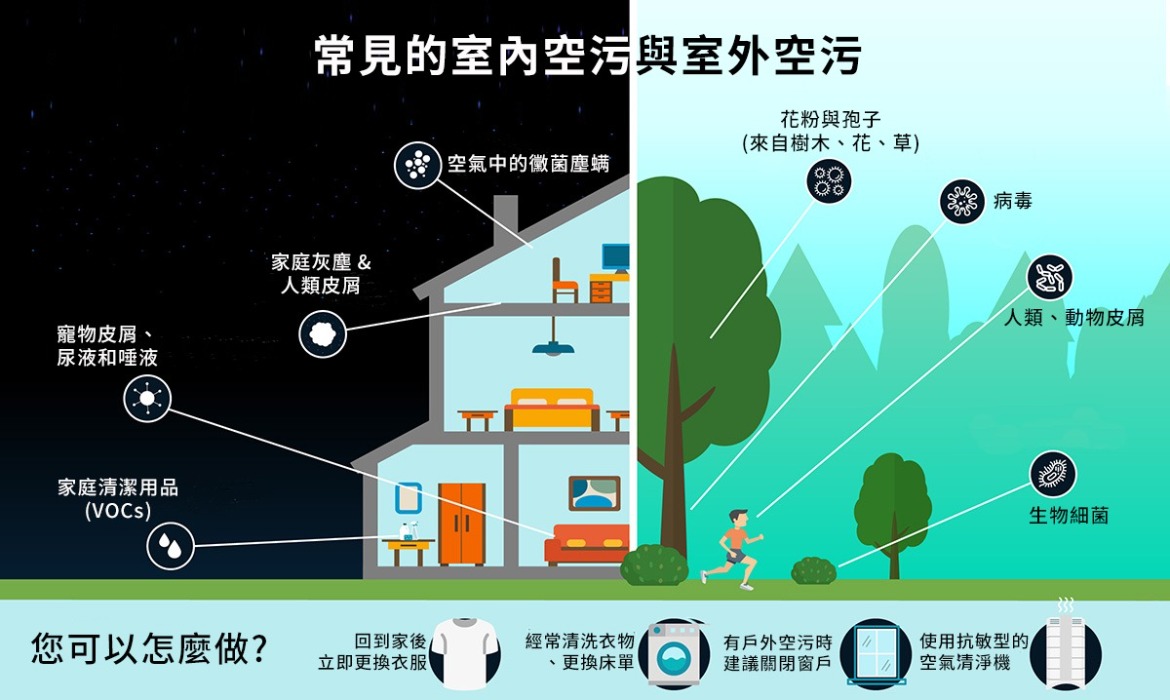 常見的室內空污與室外空污
空氣中的黴菌塵蟎
家庭灰塵 &
人類皮屑
寵物皮屑、
尿液和唾液
家庭清潔用品
(VOCs)
花粉與孢子
(來自樹木、花、草)
病毒
人類、動物皮屑
生物細菌
您可以怎麼做?
回到家後
立即更換衣服
經常清洗衣物
、更換床單
有戶外空污時
建議關閉窗戶
使用抗敏型的
空氣清淨機